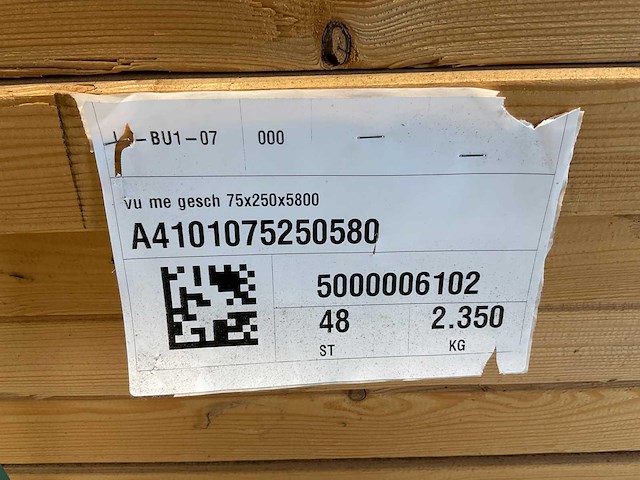 -BU1-07 000
vu me gesch 75x250x5800
A4101075250580
5000006102
48 2.350
ST KG